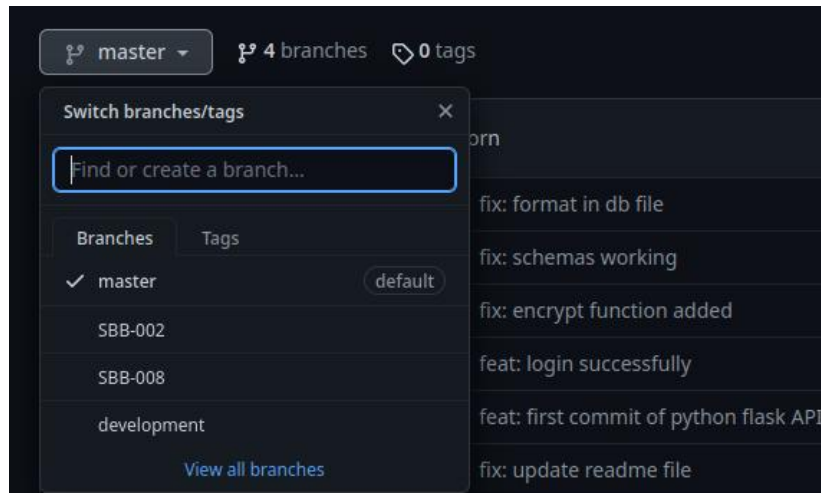 master 4 branches 0 tags
Switch branches/tags
Find or create a branch...
Branches Tags
master default
SBB-002
SBB-008
development
View all branches
fix: format in db file
fix: schemas working
fix: encrypt function added
feat: login successfully
feat: first commit of python flask API
fix: update readme file